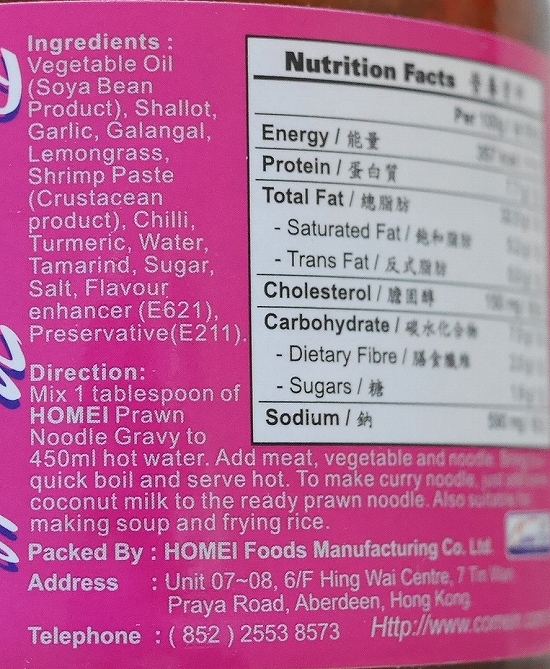 Ingredients :
Vegetable Oil
(Soya Bean
Product), Shallot,
Garlic, Galangal,
Lemongrass,
Shrimp Paste
(Crustacean
product), Chilli,
Turmeric, Water,
Tamarind, Sugar,
Salt, Flavour
enhancer (E621),
Preservative(E211).
Nutrition Facts
Per 100g
Energy / 能量
Protein / 蛋白質
Total Fat / 總脂肪
- Saturated Fat / 飽和脂肪
- Trans Fat / 反式脂肪
Cholesterol / 膽固醇
Carbohydrate / 碳水化合物
- Dietary Fibre / 膳食纖維
- Sugars / 糖
Sodium / 鈉
Direction:
Mix 1 tablespoon of
HOMEI Prawn
Noodle Gravy to
450ml hot water. Add meat, vegetable and noodle.
quick boil and serve hot. To make curry noodle, just
coconut milk to the ready prawn noodle. Also suitable
making soup and frying rice.
Packed By : HOMEI Foods Manufacturing Co. Ltd.
Address : Unit 07~08, 6/F Hing Wai Centre, 7 Tin Wan
Praya Road, Aberdeen, Hong Kong
Telephone : ( 852 ) 2553 8573
Http://www.